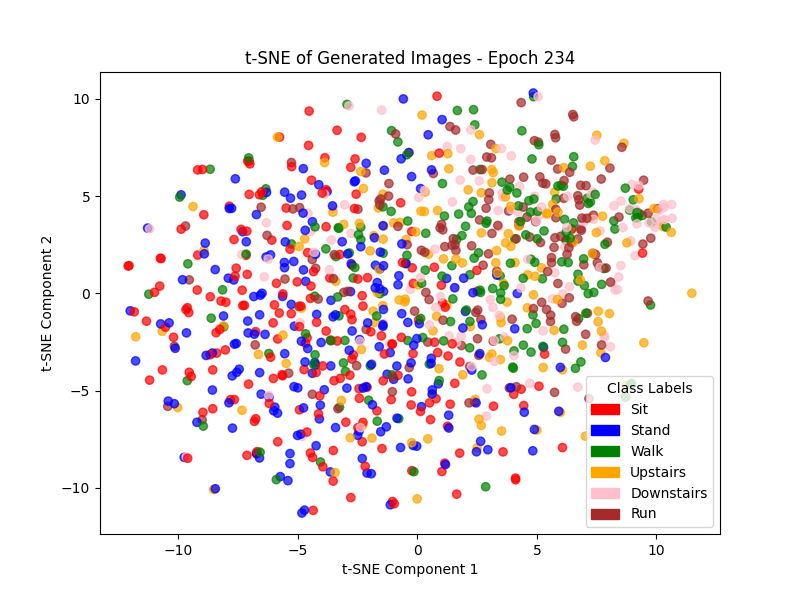 t-SNE of Generated Images - Epoch 234
10
5
0
−5
−10
t-SNE Component 2
−10
−5
0
5
10
t-SNE Component 1
Class Labels
Sit
Stand
Walk
Upstairs
Downstairs
Run